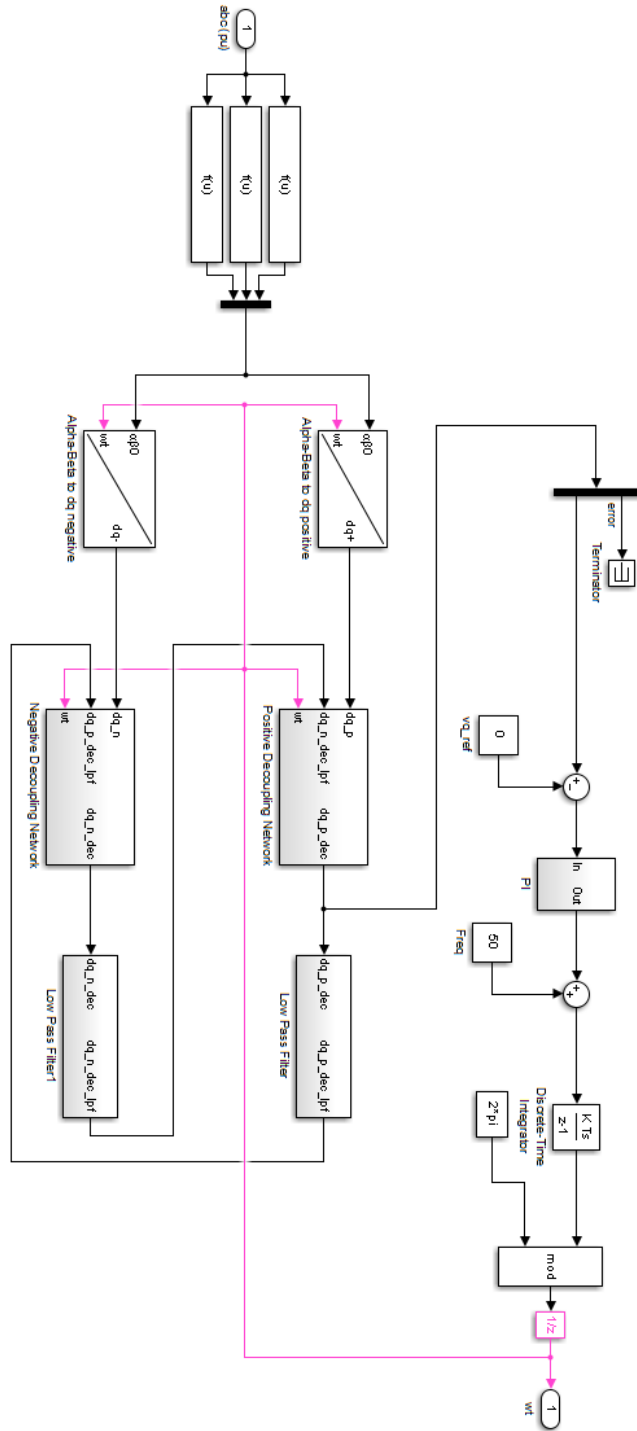 1
abc(pu)
f(u)
f(u)
f(u)
αβ0
wt
dq+
Alpha-Beta to dq positive
αβ0
wt
dq-
Alpha-Beta to dq negative
dq_p
dq_n_dec_lpf
wt
dq_p_dec
Positive Decoupling Network
dq_n
dq_p_dec_lpf
wt
dq_n_dec
Negative Decoupling Network
dq_p_dec
dq_p_dec_lpf
Low Pass Filter
dq_n_dec
dq_n_dec_lpf
Low Pass Filter1
error
Terminator
0
vq_ref
+
-
In
Out
PI
50
Freq
+
+
K Ts
z-1
Discrete-Time
Integrator
2*pi
mod
1/z
1
wt